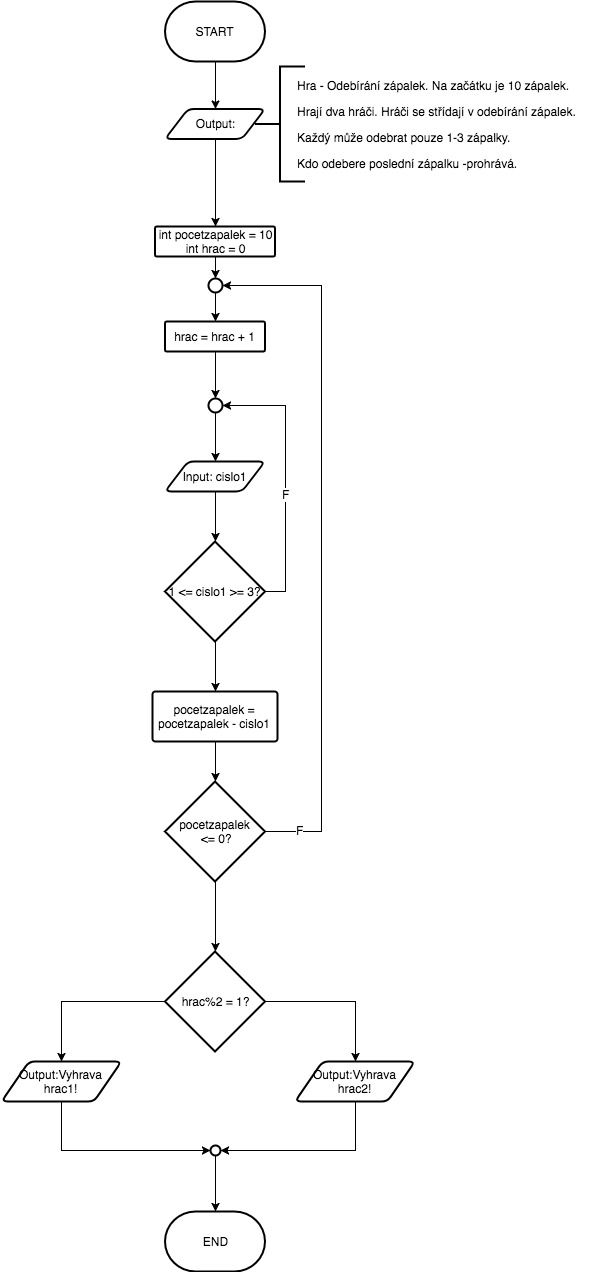 START
Output:
Hra - Odebírání zápalek. Na začátku je 10 zápalek.
Hrají dva hráči. Hráči se střídají v odebírání zápalek.
Každý může odebrat pouze 1-3 zápalky.
Kdo odebere poslední zápalku -prohrává.
int pocetzapalek = 10
int hrac = 0
hrac = hrac + 1
Input: cislo1
F
1 <= cislo1 >= 3?
pocetzapalek =
pocetzapalek - cislo1
pocetzapalek
<= 0?
F
hrac%2 = 1?
Output:Vyhrava
hrac1!
Output:Vyhrava
hrac2!
END